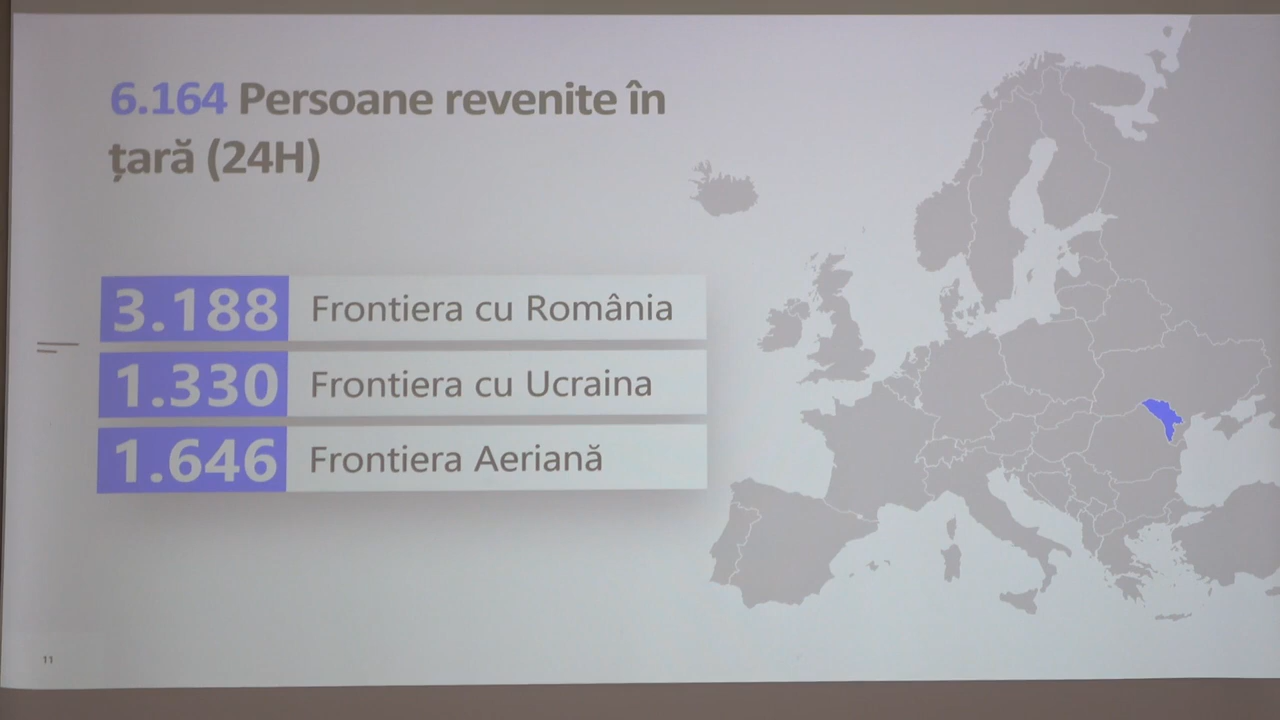 6.164 Persoane revenite în
țară (24H)
3.188 Frontiera cu România
1.330 Frontiera cu Ucraina
1.646 Frontiera Aeriană
11